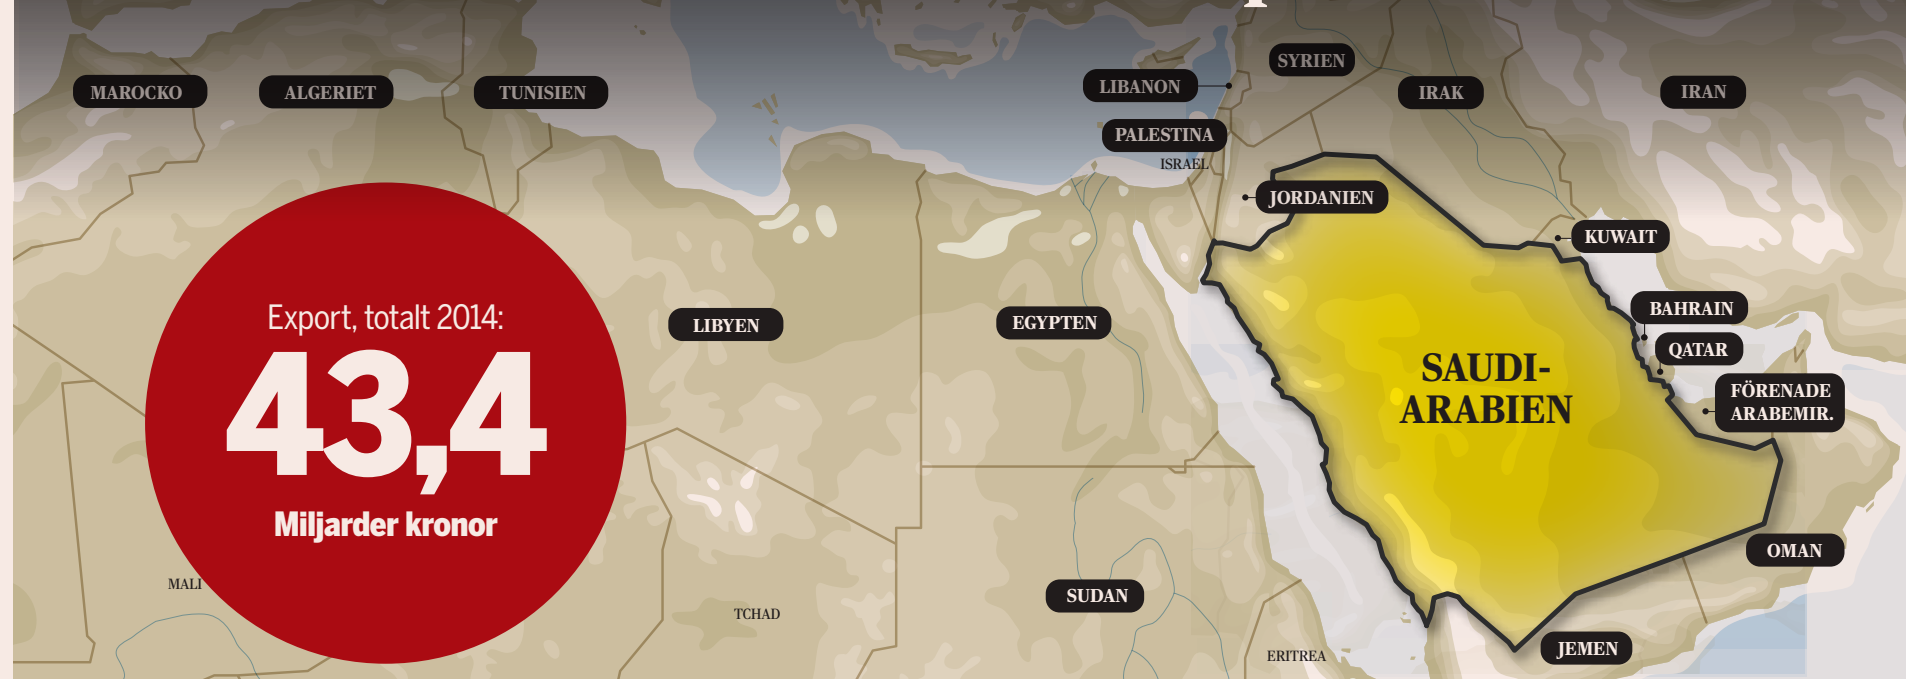 SYRIEN
MAROCKO
ALGERIET
TUNISIEN
LIBANON
IRAK
IRAN
PALESTINA
ISRAEL
JORDANIEN
KUWAIT
Export, totalt 2014:
43,4
Miljarder kronor
LIBYEN
EGYPTEN
BAHRAIN
QATAR
SAUDI-
ARABIEN
FÖRENADE
ARABEMIR.
OMAN
MALI
TCHAD
SUDAN
ERITREA
JEMEN